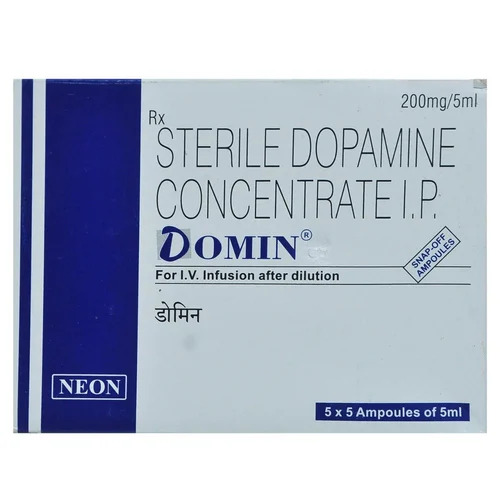 200mg/5ml
Rx
STERILE DOPAMINE
CONCENTRATE I.P.
DOMIN®
SNAP-OFF
AMPOULES
For I.V. Infusion after dilution
डोमिन
NEON
5 x 5 Ampoules of 5ml